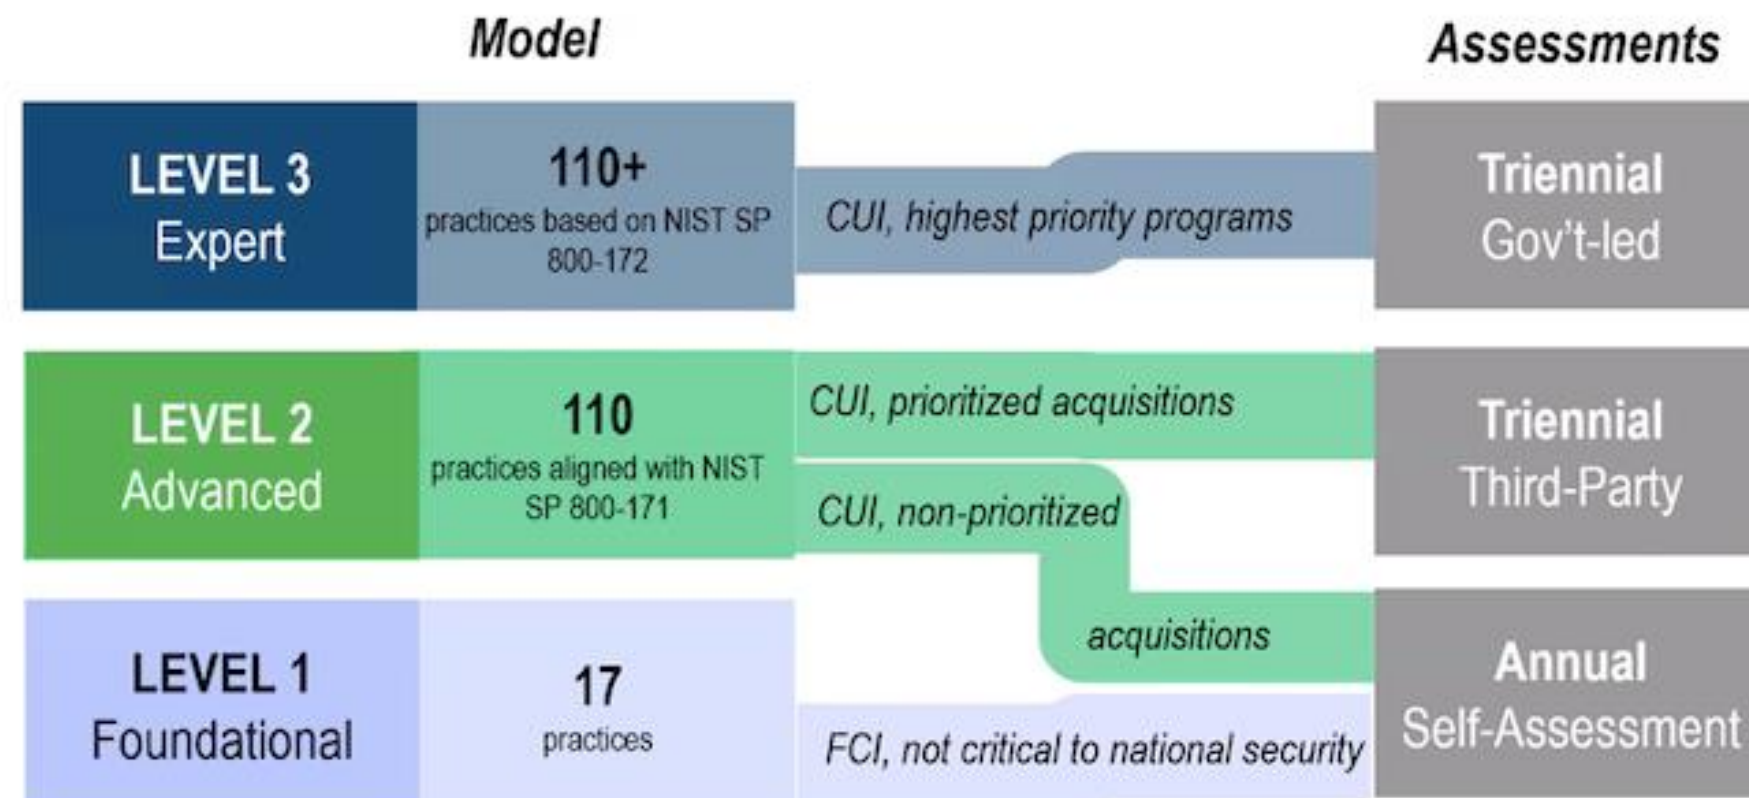 Model
Assessments
LEVEL 3
Expert
110+
practices based on NIST SP
800-172
CUI, highest priority programs
Triennial
Gov't-led
LEVEL 2
Advanced
110
practices aligned with NIST
SP 800-171
CUI, prioritized acquisitions
CUI, non-prioritized
acquisitions
Triennial
Third-Party
LEVEL 1
Foundational
17
practices
FCI, not critical to national security
Annual
Self-Assessment